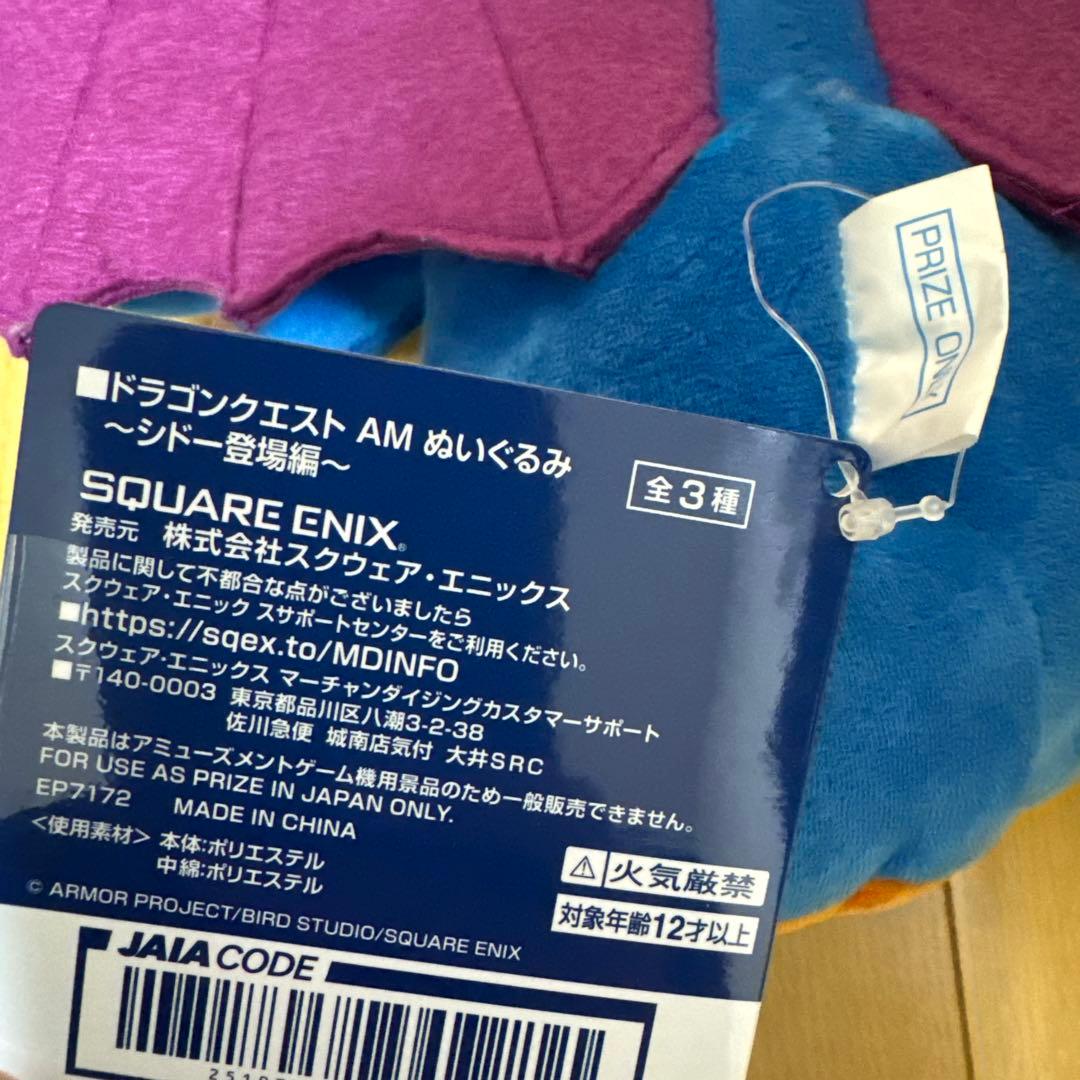 PRIZE ONLY
■ドラゴンクエスト AM ぬいぐるみ
～シドー登場編～
全3種
SQUARE ENIX®
発売元 株式会社スクウェア・エニックス
製品に関して不都合な点がございましたら
スクウェア・エニック スサポートセンターをご利用ください。
■https://sqex.to/MDINFO
スクウェア・エニックス マーチャンダイジングカスタマーサポート
■〒140-0003 東京都品川区八潮3-2-38
佐川急便 城南店気付 大井SRC
本製品はアミューズメントゲーム機用景品のため一般販売できません。
FOR USE AS PRIZE IN JAPAN ONLY.
EP7172 MADE IN CHINA
<使用素材> 本体:ポリエステル
中綿:ポリエステル
⚠火気厳禁
対象年齢12才以上
© ARMOR PROJECT/BIRD STUDIO/SQUARE ENIX
JAIA CODE